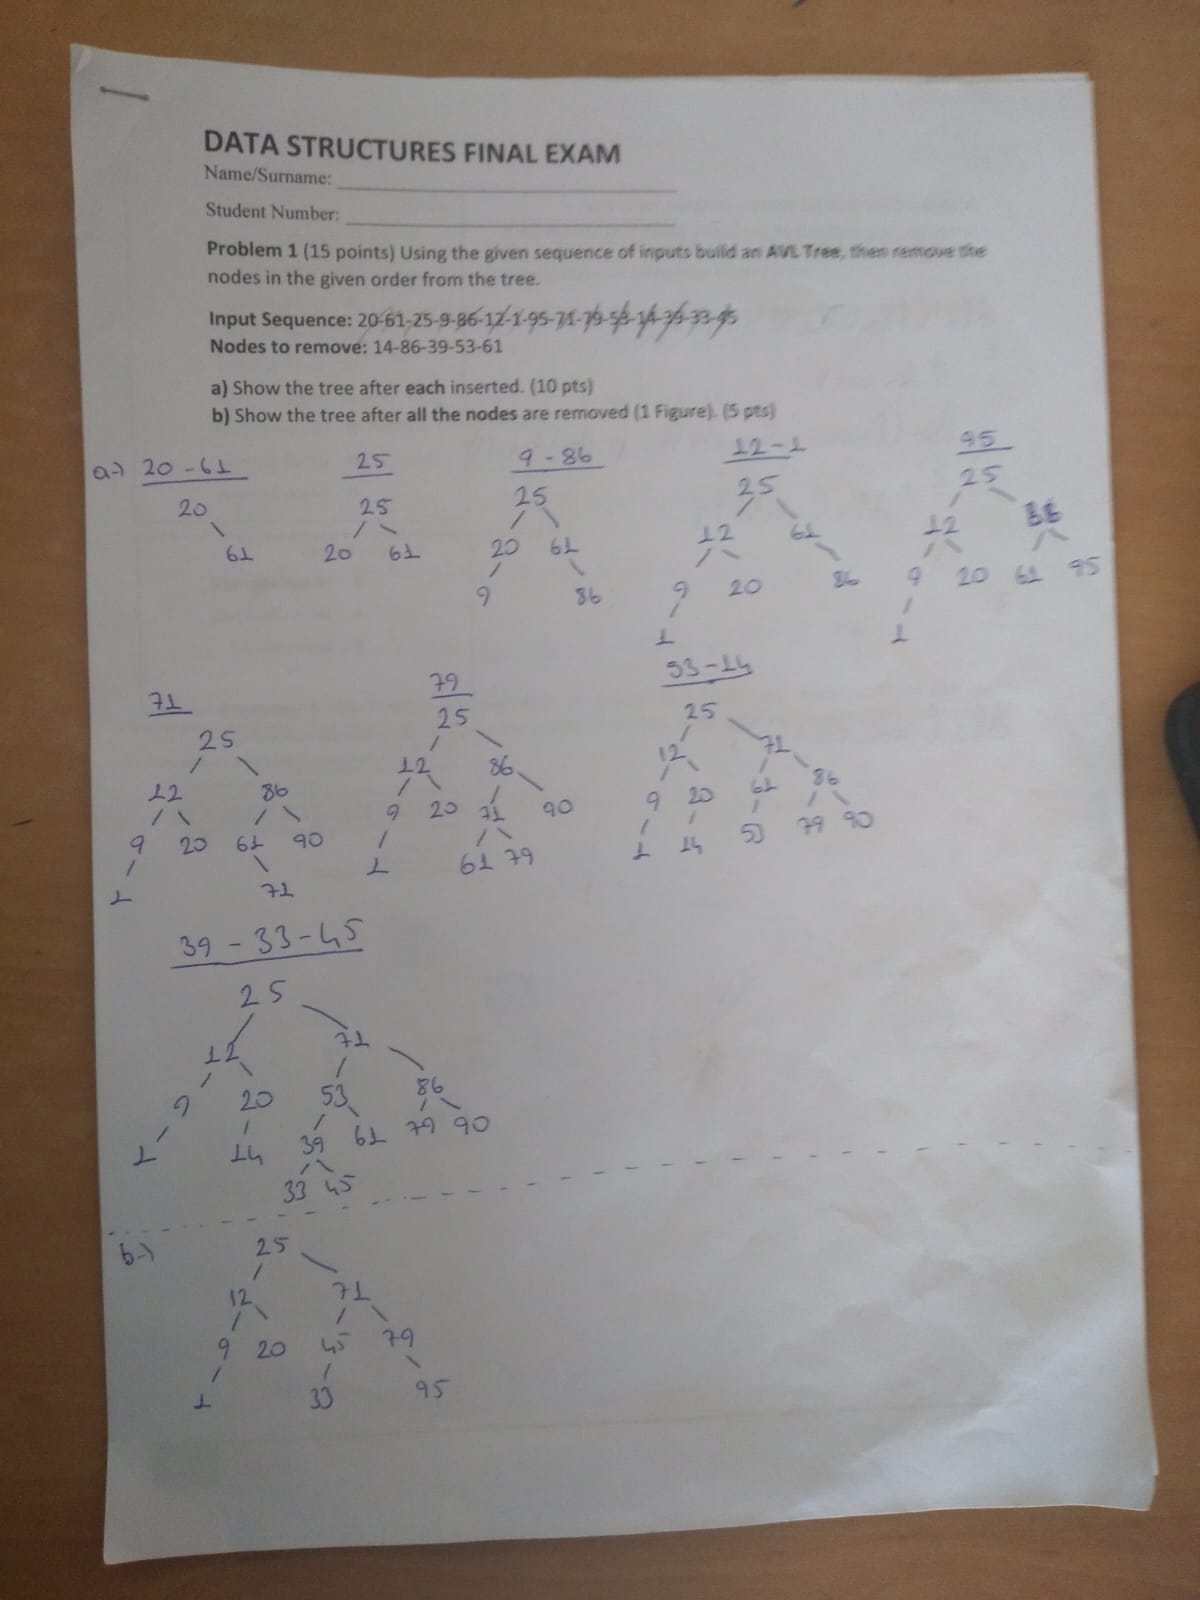 DATA STRUCTURES FINAL EXAM
Name/Surname:
Student Number:
Problem 1 (15 points) Using the given sequence of inputs build an AVL Tree, then remove the
nodes in the given order from the tree.
Input Sequence: 20-61-25-9-86-12-1-95-71-79-53-14-39-33-45
Nodes to remove: 14-86-39-53-61
a) Show the tree after each inserted. (10 pts)
b) Show the tree after all the nodes are removed (1 Figure). (5 pts)
a-) 20-61
20
61
25
25
20 61
9-86
25
20 61
9 86
12-1
25
12 61
9 20 86
1
95
25
12 86
9 20 61 95
1
71
25
12 86
9 20 61 90
1 71
79
25
12 86
9 20 71 90
1 61 79
53-14
25
12 71
9 20 61 86
1 14 53 79 90
39-33-45
25
12 71
9 20 53 86
1 14 39 61 79 90
33 45
b-)
25
12 71
9 20 45 79
1 33 95